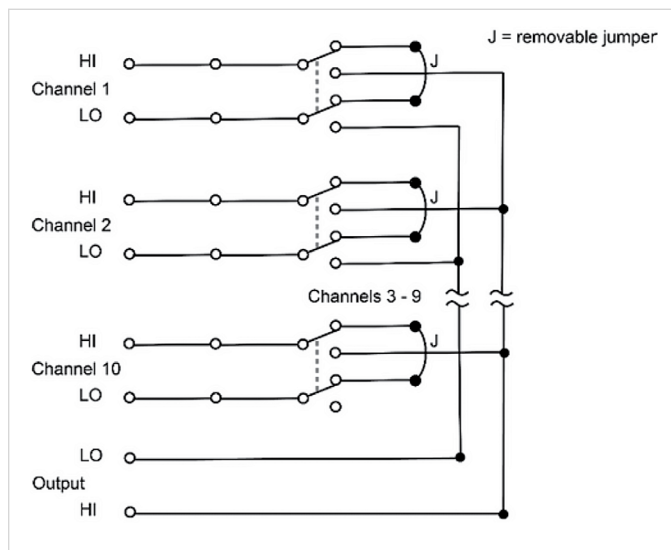 J = removable jumper
HI
J
Channel 1
LO
HI
J
Channel 2
LO
Channels 3 - 9
HI
J
Channel 10
LO
LO
Output
HI